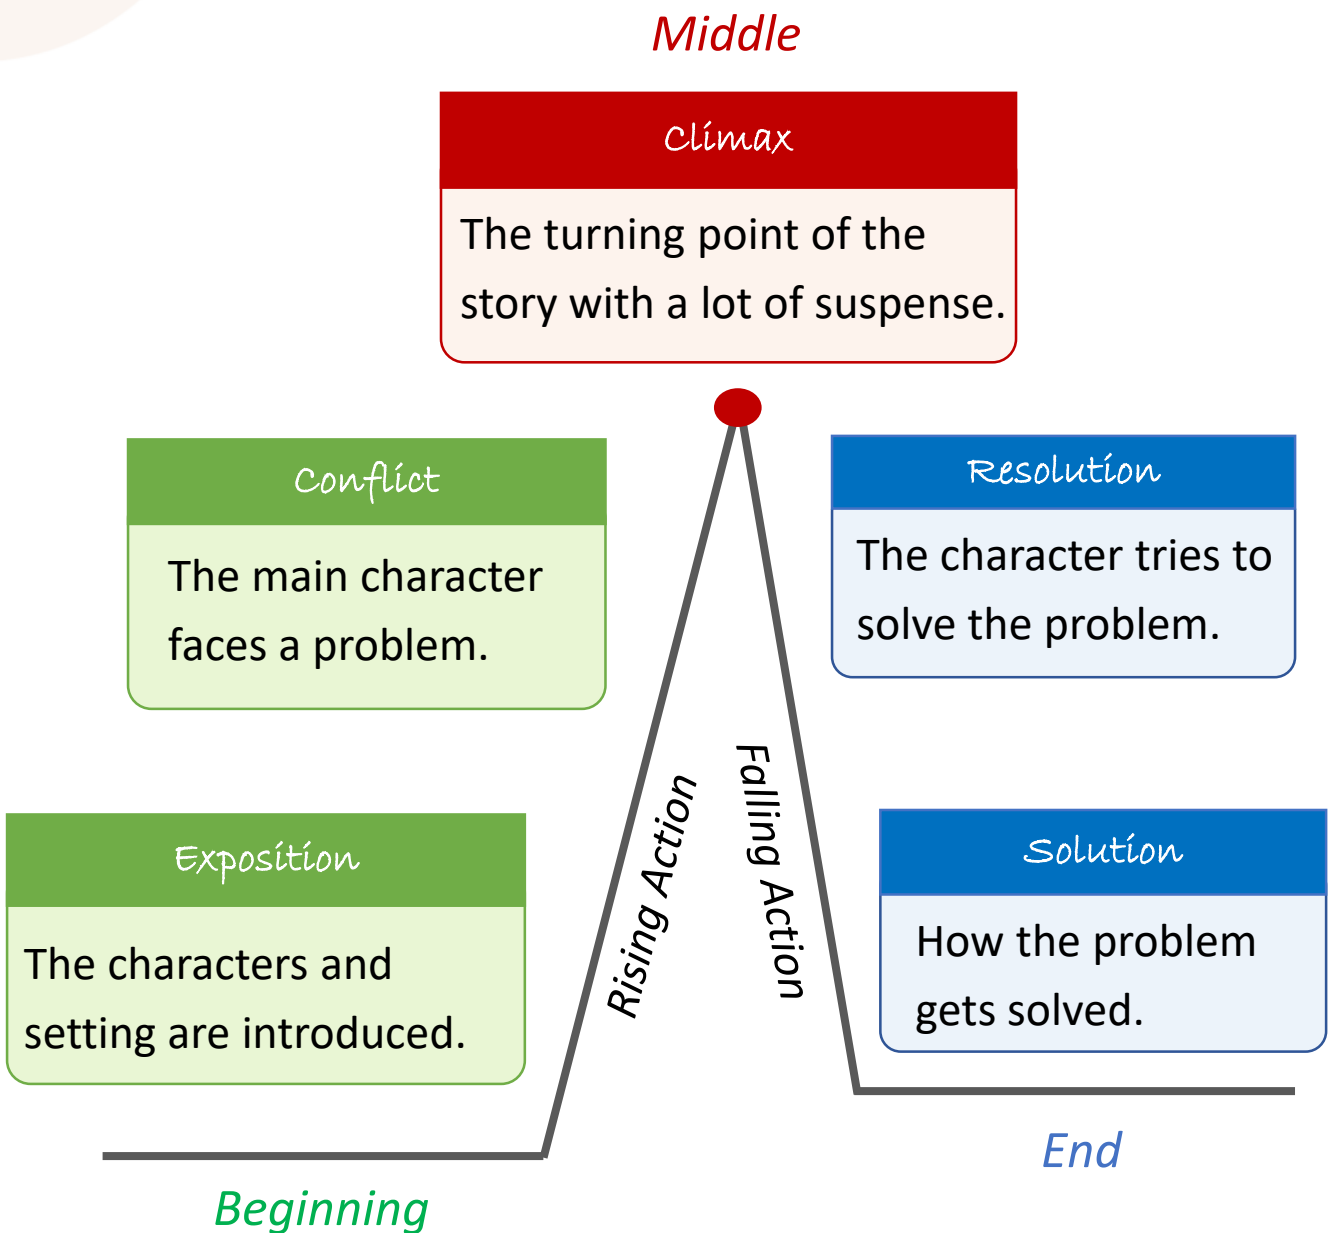 Middle
Climax
The turning point of the
story with a lot of suspense.
Conflict
The main character
faces a problem.
Resolution
The character tries to
solve the problem.
Rising Action
Falling Action
Exposition
The characters and
setting are introduced.
Solution
How the problem
gets solved.
Beginning
End